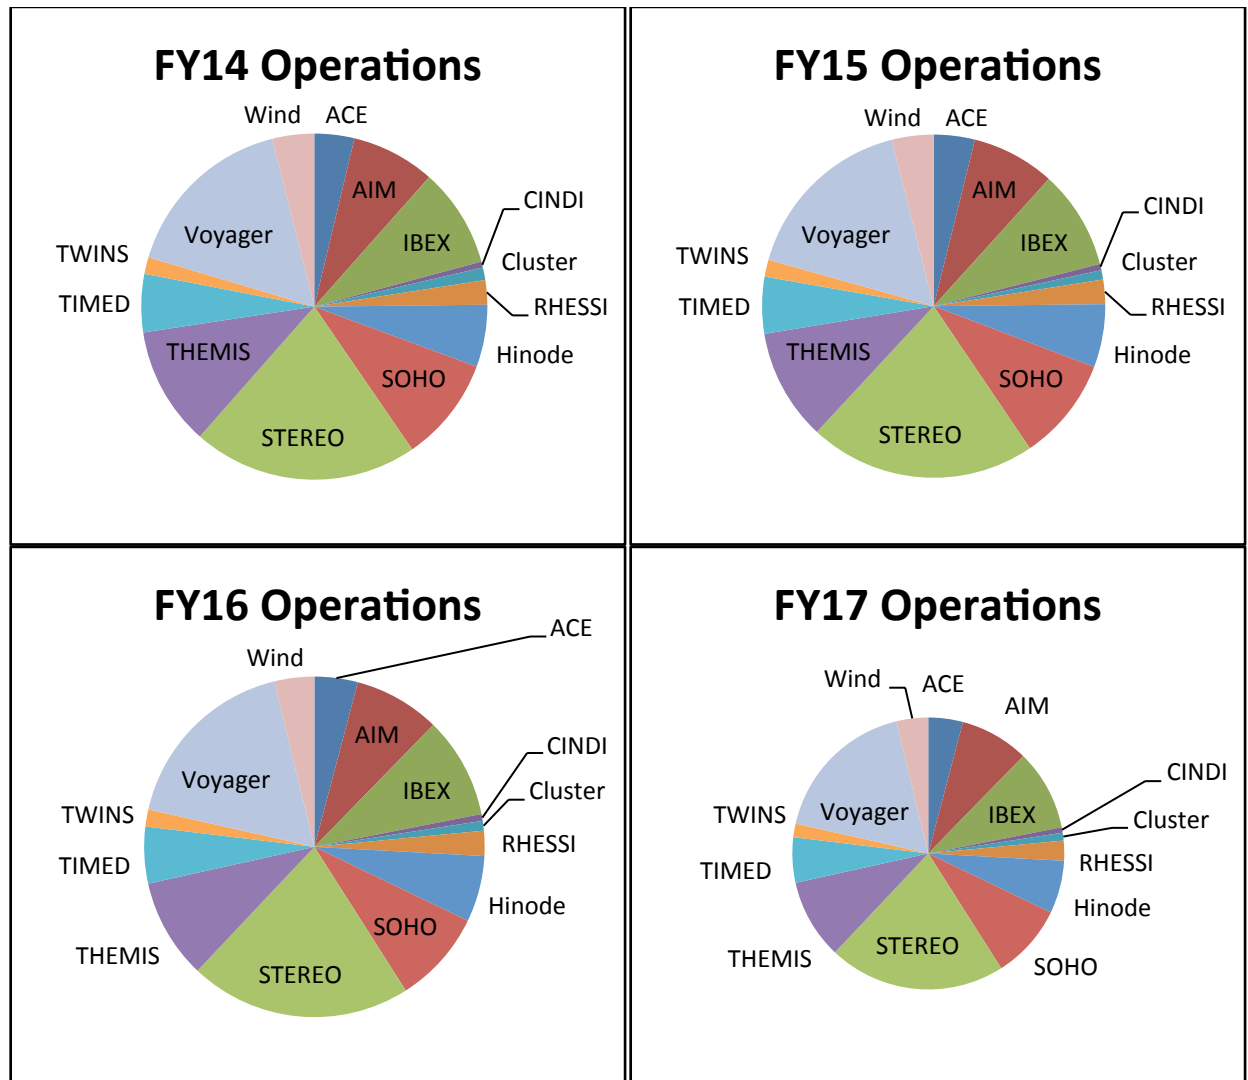 FY14 Operations
Wind
ACE
AIM
CINDI
IBEX
Voyager
TWINS
Cluster
TIMED
RHESSI
THEMIS
Hinode
SOHO
STEREO
FY15 Operations
Wind
ACE
AIM
CINDI
IBEX
Voyager
TWINS
Cluster
TIMED
RHESSI
THEMIS
Hinode
SOHO
STEREO
FY16 Operations
ACE
Wind
AIM
CINDI
Voyager
IBEX
Cluster
TWINS
RHESSI
TIMED
Hinode
SOHO
THEMIS
STEREO
FY17 Operations
Wind
ACE
AIM
CINDI
Voyager
IBEX
TWINS
Cluster
TIMED
RHESSI
Hinode
STEREO
THEMIS
SOHO